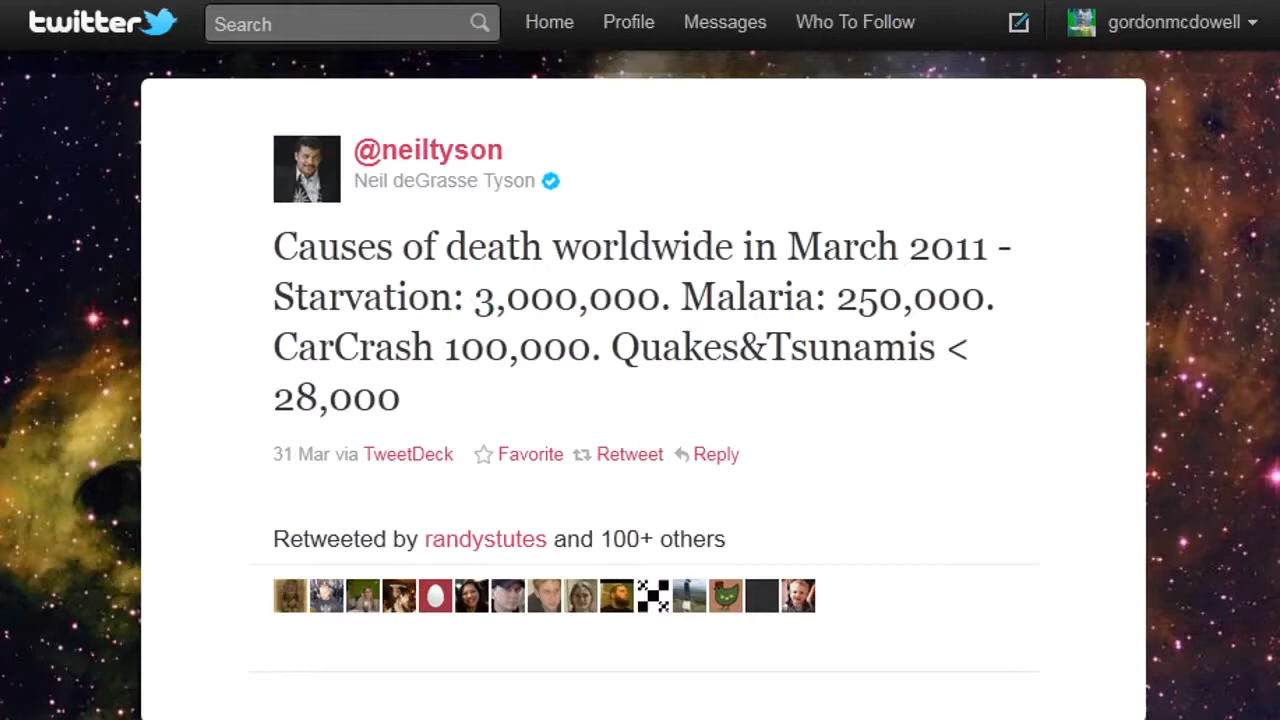 twitter Search Home Profile Messages Who To Follow gordonmcdowell
@neiltyson
Neil deGrasse Tyson
Causes of death worldwide in March 2011 -
Starvation: 3,000,000. Malaria: 250,000.
CarCrash 100,000. Quakes&Tsunamis <
28,000
31 Mar via TweetDeck Favorite Retweet Reply
Retweeted by randystutes and 100+ others